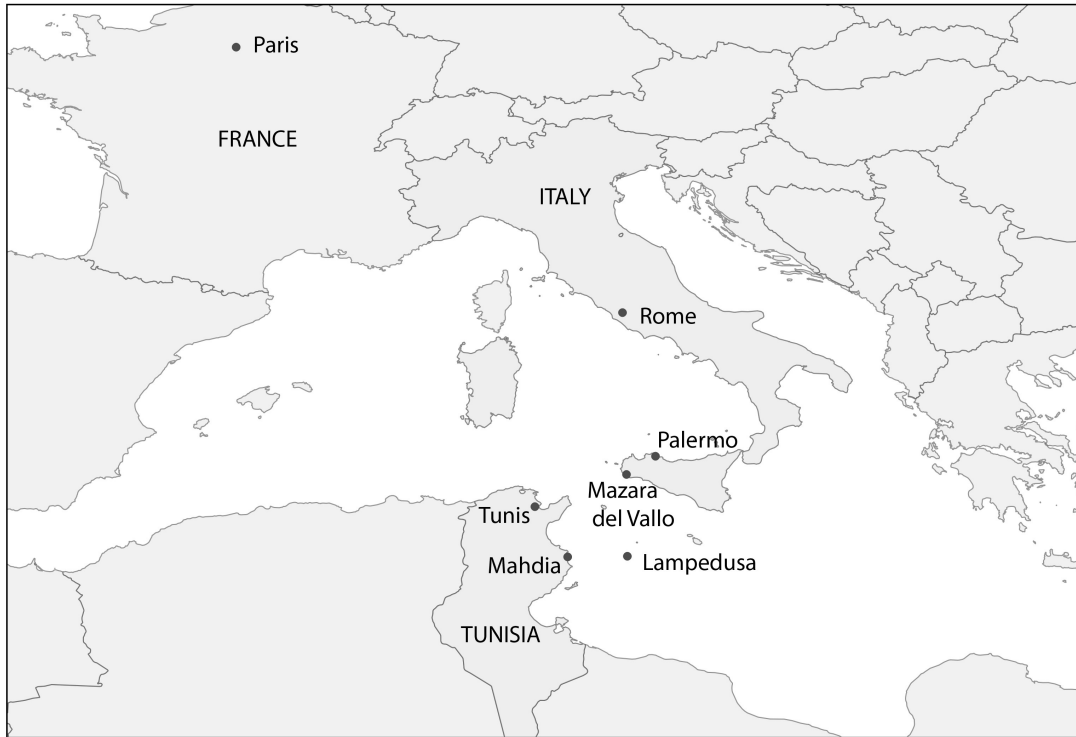 Paris
FRANCE
ITALY
Rome
Palermo
Mazara
del Vallo
Tunis
Mahdia
Lampedusa
TUNISIA